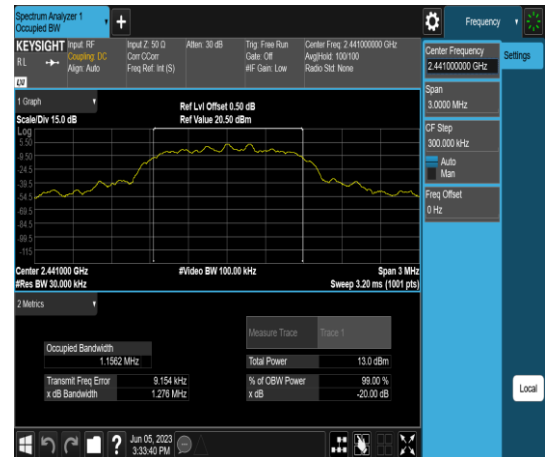 Spectrum Analyzer 1
Occupied BW
+
Frequency
KEYSIGHT
Input: RF
Input Z: 50 Ω
Atten: 30 dB
Trig: Free Run
Center Freq: 2.441000000 GHz
RL
Coupling: DC
Corr CCorr
Gate: Off
Avg|Hold: 100/100
Align: Auto
Freq Ref: Int (S)
#IF Gain: Low
Radio Std: None
LXI
Center Frequency
2.441000000 GHz
Settings
Span
3.0000 MHz
CF Step
300.000 kHz
Auto
Man
Freq Offset
0 Hz
Local
1 Graph
Ref Lvl Offset 0.50 dB
Scale/Div 15.0 dB
Ref Value 20.50 dBm
Log
5.50
-9.50
-24.5
-39.5
-54.5
-69.5
-84.5
-99.5
-115
Center 2.441000 GHz
#Video BW 100.00 kHz
Span 3 MHz
#Res BW 30.000 kHz
Sweep 3.20 ms (1001 pts)
2 Metrics
Measure Trace
Trace 1
Occupied Bandwidth
1.1562 MHz
Total Power
13.0 dBm
Transmit Freq Error
9.154 kHz
% of OBW Power
99.00 %
x dB Bandwidth
1.276 MHz
x dB
-20.00 dB
?
Jun 05, 2023
3:33:40 PM